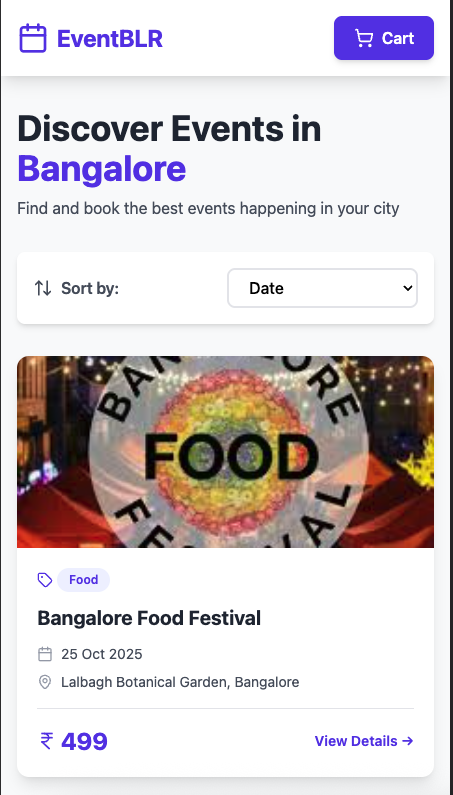 EventBLR
Cart
Discover Events in
Bangalore
Find and book the best events happening in your city
Sort by:
Date
BANGALORE
FOOD
FESTIVAL
Food
Bangalore Food Festival
25 Oct 2025
Lalbagh Botanical Garden, Bangalore
₹ 499
View Details →